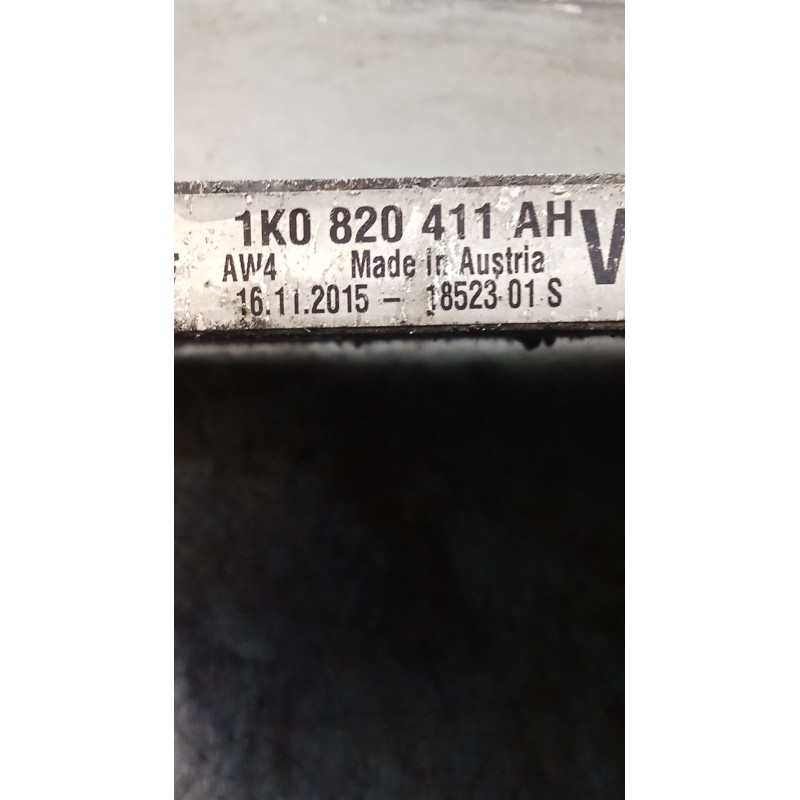 1K0 820 411 AH
AW4 Made in Austria
16.11.2015 – 18523 01 S